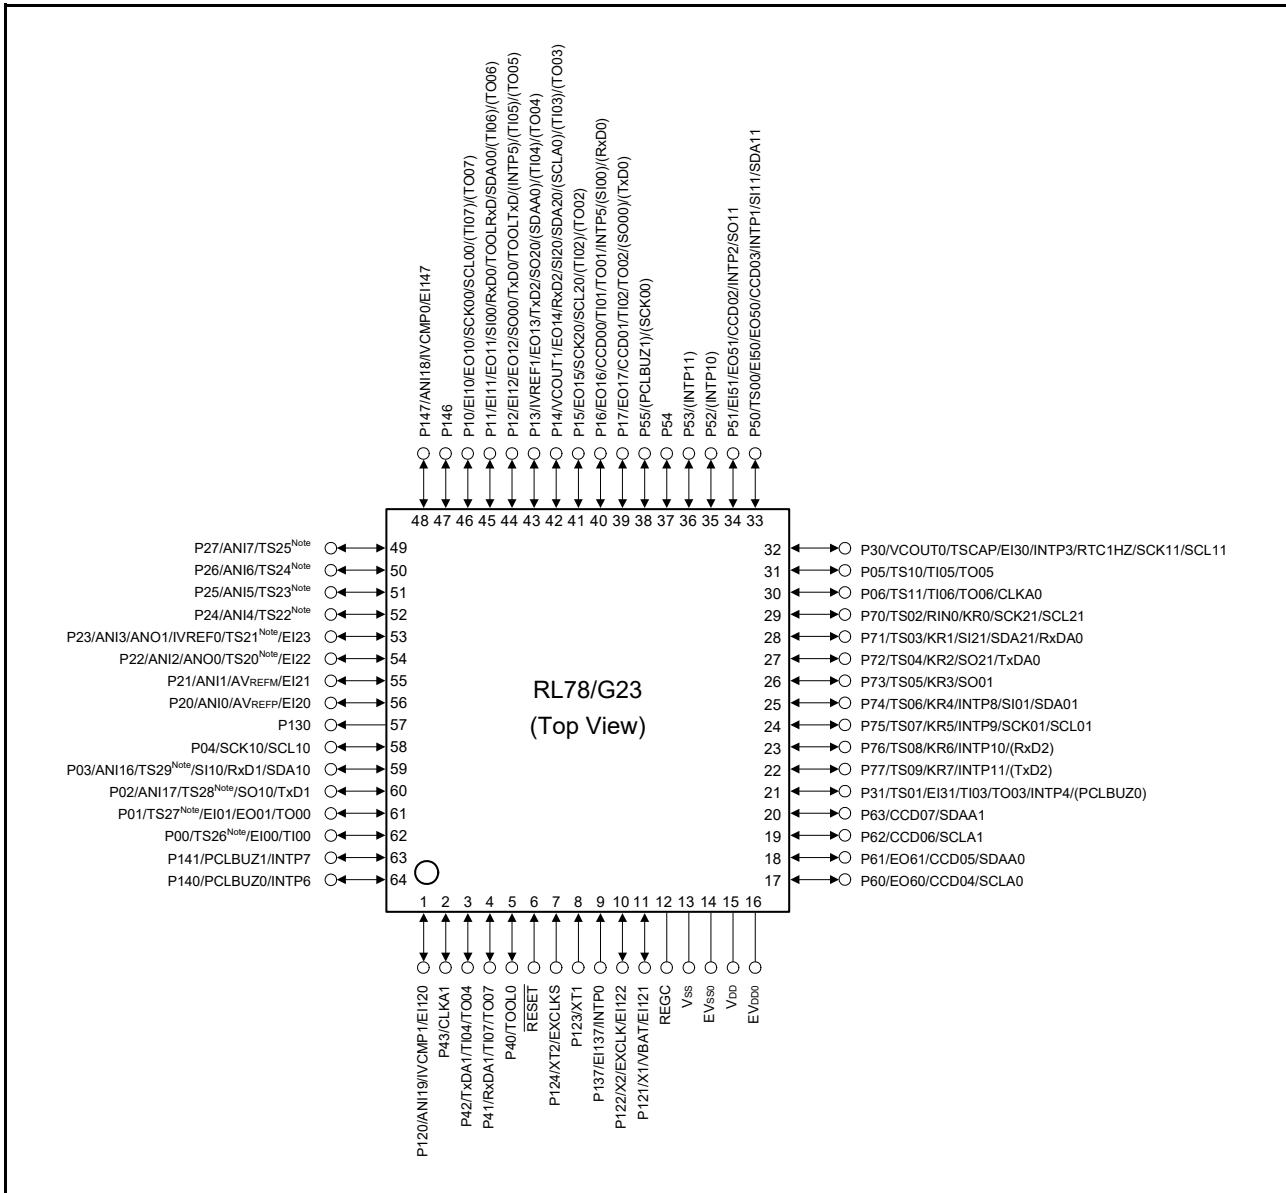 P147/ANI18/IVCMP0/EI147
P146
P10/EI10/EO10/SCK00/SCL00/(TI07)/(TO07)
P11/EI11/EO11/SI00/RxD0/TOOLRxD/SDA00/(TI06)/(TO06)
P12/EI12/EO12/SO00/TxD0/TOOLTxD/(INTP5)/(TI05)/(TO05)
P13/IVREF1/EO13/TxD2/SO20/(SDAA0)/(TI04)/(TO04)
P14/VCOUT1/EO14/RxD2/SI20/SDA20/(SCLA0)/(TI03)/(TO03)
P15/EO15/SCK20/SCL20/(TI02)/(TO02)
P16/EO16/CCD00/TI01/TO01/INTP5/(SI00)/(RxD0)
P17/EO17/CCD01/TI02/TO02/(SO00)/(TxD0)
P55/(PCLBUZ1)/(SCK00)
P54
P53/(INTP11)
P52/(INTP10)
P51/EI51/EO51/CCD02/INTP2/SO11
P50/TS00/EI50/EO50/CCD03/INTP1/SI11/SDA11
48 47 46 45 44 43 42 41 40 39 38 37 36 35 34 33
P27/ANI7/TS25Note 49
P26/ANI6/TS24Note 50
P25/ANI5/TS23Note 51
P24/ANI4/TS22Note 52
P23/ANI3/ANO1/IVREF0/TS21Note/EI23 53
P22/ANI2/ANO0/TS20Note/EI22 54
P21/ANI1/AVREFM/EI21 55
P20/ANI0/AVREFP/EI20 56
P130 57
P04/SCK10/SCL10 58
P03/ANI16/TS29Note/SI10/RxD1/SDA10 59
P02/ANI17/TS28Note/SO10/TxD1 60
P01/TS27Note/EI01/EO01/TO00 61
P00/TS26Note/EI00/TI00 62
P141/PCLBUZ1/INTP7 63
P140/PCLBUZ0/INTP6 64
RL78/G23
(Top View)
32 P30/VCOUT0/TSCAP/EI30/INTP3/RTC1HZ/SCK11/SCL11
31 P05/TS10/TI05/TO05
30 P06/TS11/TI06/TO06/CLKA0
29 P70/TS02/RIN0/KR0/SCK21/SCL21
28 P71/TS03/KR1/SI21/SDA21/RxDA0
27 P72/TS04/KR2/SO21/TxDA0
26 P73/TS05/KR3/SO01
25 P74/TS06/KR4/INTP8/SI01/SDA01
24 P75/TS07/KR5/INTP9/SCK01/SCL01
23 P76/TS08/KR6/INTP10/(RxD2)
22 P77/TS09/KR7/INTP11/(TxD2)
21 P31/TS01/EI31/TI03/TO03/INTP4/(PCLBUZ0)
20 P63/CCD07/SDAA1
19 P62/CCD06/SCLA1
18 P61/EO61/CCD05/SDAA0
17 P60/EO60/CCD04/SCLA0
1 2 3 4 5 6 7 8 9 10 11 12 13 14 15 16
P120/ANI19/IVCMP1/EI120
P43/CLKA1
P42/TxDA1/TI04/TO04
P41/RxDA1/TI07/TO07
P40/TOOL0
RESET
P124/XT2/EXCLKS
P123/XT1
P137/EI137/INTP0
P122/X2/EXCLK/EI122
P121/X1/VBAT/EI121
REGC
VSS
EVSS0
VDD
EVDD0